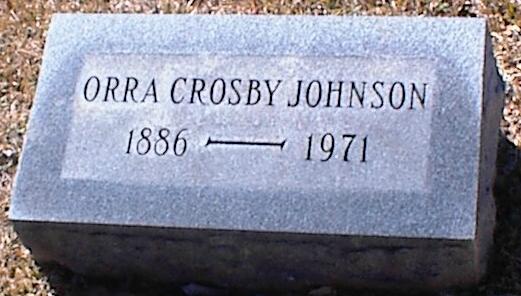 ORRA CROSBY JOHNSON
1886 — 1971